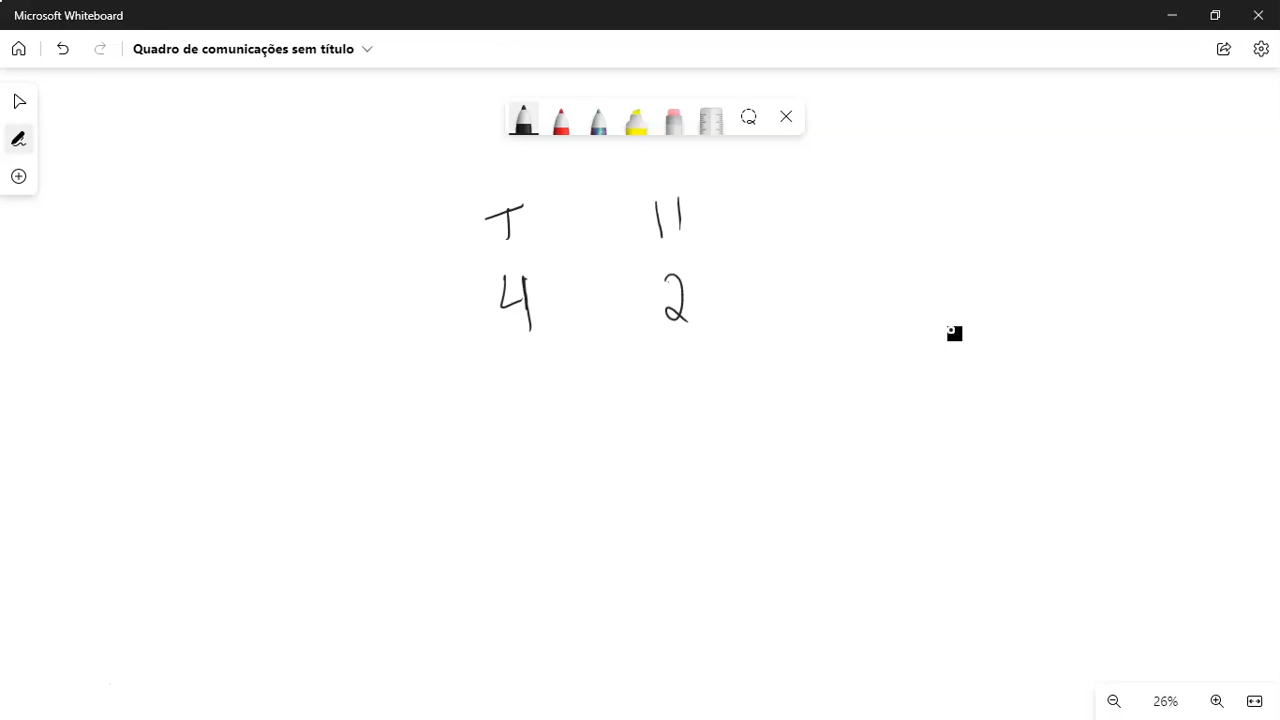 Microsoft Whiteboard
Quadro de comunicações sem título
T 11
4 2
26%